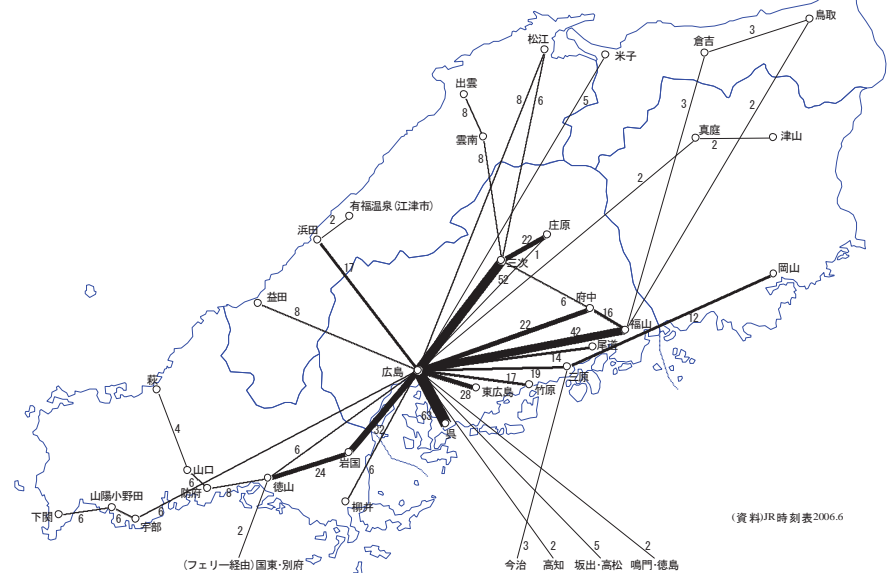 鳥取
松江
米子
倉吉
3
出雲
8
6
5
3
2
8
雲南
真庭
2
津山
8
2
有福温泉(江津市)
2
浜田
庄原
22
1
三次
17
52
岡山
益田
8
府中
6
16
福山
12
22
42
尾道
14
広島
17
19
三原
28
東広島
竹原
萩
63
呉
32
4
6
岩国
6
山口
6
24
防府
8
徳山
山陽小野田
6
柳井
下関
6
6
宇部
2
(資料)JR時刻表2006.6
3
2
5
2
(フェリー経由)国東・別府
今治
高知
坂出・高松
鳴門・徳島